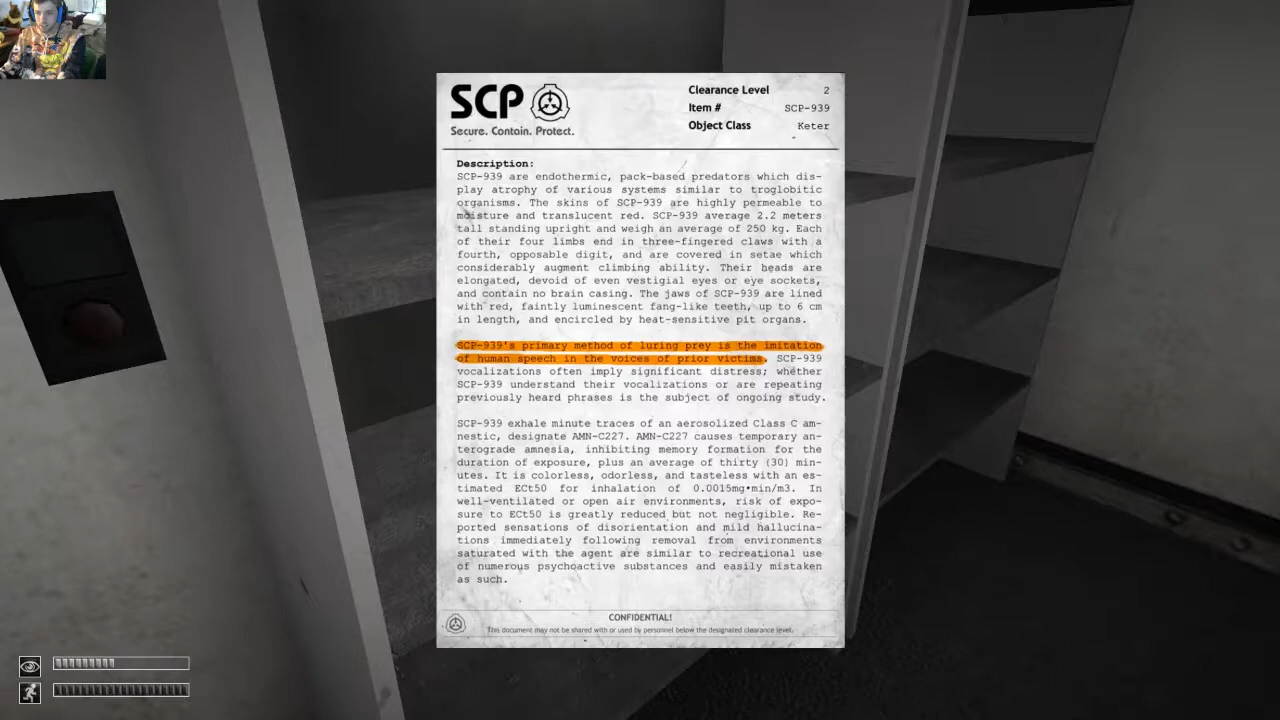 SCP
Secure. Contain. Protect.
Clearance Level 2
Item # SCP-939
Object Class Keter
Description:
SCP-939 are endothermic, pack-based predators which dis-
play atrophy of various systems similar to troglobitic
organisms. The skins of SCP-939 are highly permeable to
moisture and translucent red. SCP-939 average 2.2 meters
tall standing upright and weigh an average of 250 kg. Each
of their four limbs end in three-fingered claws with a
fourth, opposable digit, and are covered in setae which
considerably augment climbing ability. Their heads are
elongated, devoid of even vestigial eyes or eye sockets,
and contain no brain casing. The jaws of SCP-939 are lined
with red, faintly luminescent fang-like teeth, up to 6 cm
in length, and encircled by heat-sensitive pit organs.
SCP-939's primary method of luring prey is the imitation
of human speech in the voices of prior victims. SCP-939
vocalizations often imply significant distress; whether
SCP-939 understand their vocalizations or are repeating
previously heard phrases is the subject of ongoing study.
SCP-939 exhale minute traces of an aerosolized Class C am-
nestic, designate AMN-C227. AMN-C227 causes temporary an-
terograde amnesia, inhibiting memory formation for the
duration of exposure, plus an average of thirty (30) min-
utes. It is colorless, odorless, and tasteless with an es-
timated ECt50 for inhalation of 0.0015mg•min/m3. In
well-ventilated or open air environments, risk of expo-
sure to ECt50 is greatly reduced but not negligible. Re-
ported sensations of disorientation and mild hallucina-
tions immediately following removal from environments
saturated with the agent are similar to recreational use
of numerous psychoactive substances and easily mistaken
as such.
CONFIDENTIAL!
This document may not be shared with or used by personnel below the designated clearance level.